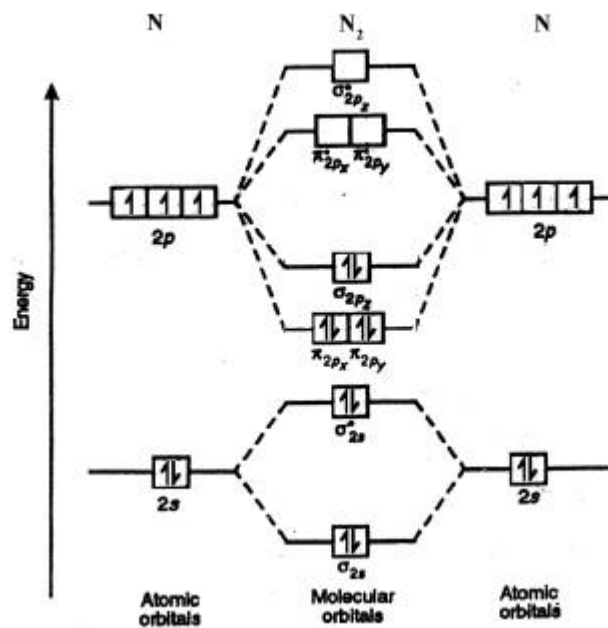 N N₂ N
σ*2pz
π*2px π*2py
2p 2p
σ2pz
π2px π2py
Energy
σ*2s
2s 2s
σ2s
Atomic orbitals
Molecular orbitals
Atomic orbitals